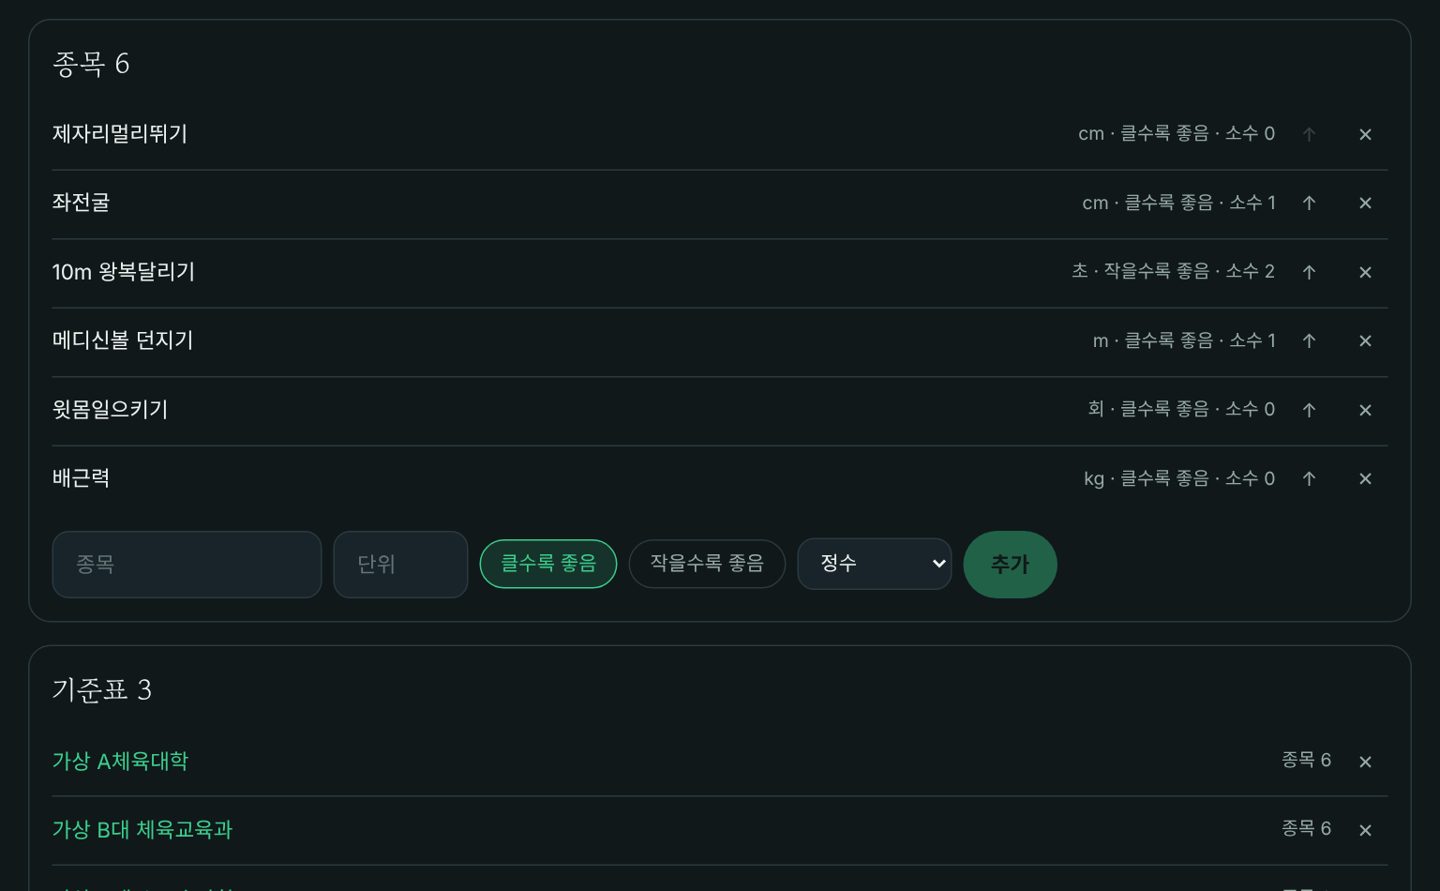 종목 6
제자리멀리뛰기 cm · 클수록 좋음 · 소수 0 ↑ ×
좌전굴 cm · 클수록 좋음 · 소수 1 ↑ ×
10m 왕복달리기 초 · 작을수록 좋음 · 소수 2 ↑ ×
메디신볼 던지기 m · 클수록 좋음 · 소수 1 ↑ ×
윗몸일으키기 회 · 클수록 좋음 · 소수 0 ↑ ×
배근력 kg · 클수록 좋음 · 소수 0 ↑ ×
종목 단위 클수록 좋음 작을수록 좋음 정수 추가
기준표 3
가상 A체육대학 종목 6 ×
가상 B대 체육교육과 종목 6 ×